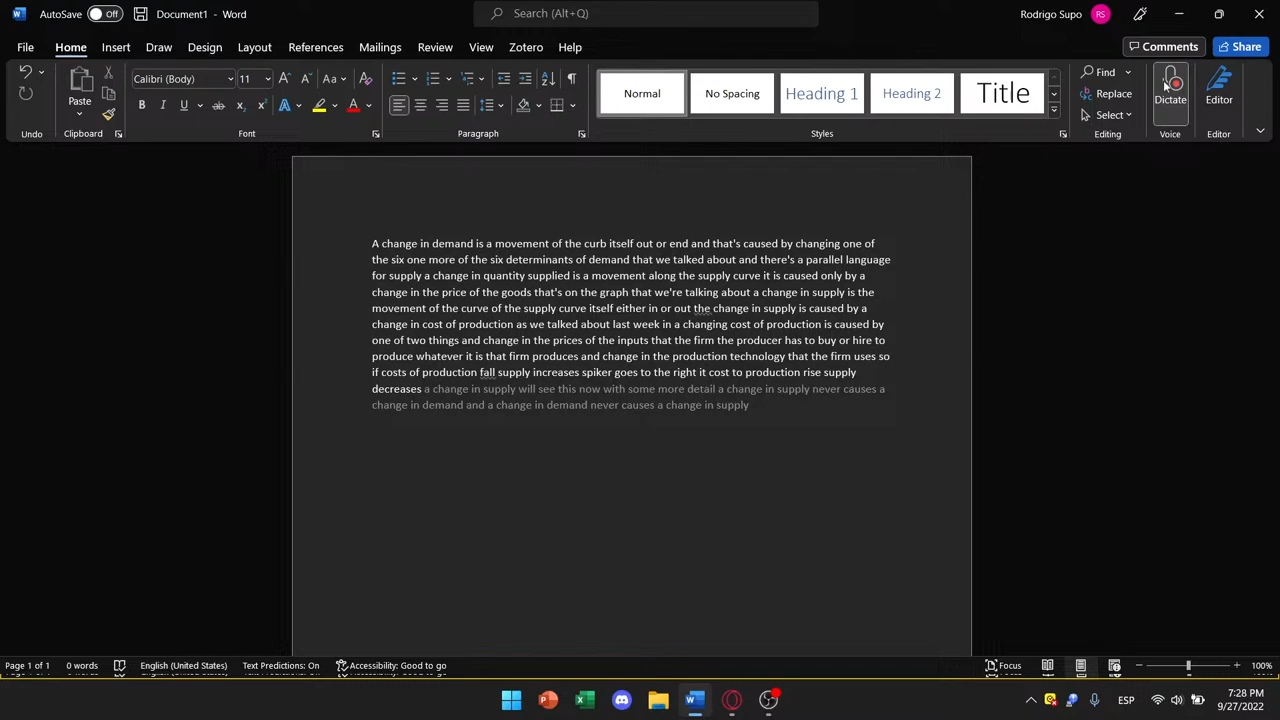 AutoSave Off Document1 - Word Search (Alt+Q) Rodrigo Supo RS
File Home Insert Draw Design Layout References Mailings Review View Zotero Help Comments Share
Calibri (Body) 11 Aa Normal No Spacing Heading 1 Heading 2 Title Find
Paste Replace Dictate Editor
Select
Undo Clipboard Font Paragraph Styles Editing Voice Editor
A change in demand is a movement of the curb itself out or end and that's caused by changing one of
the six one more of the six determinants of demand that we talked about and there's a parallel language
for supply a change in quantity supplied is a movement along the supply curve it is caused only by a
change in the price of the goods that's on the graph that we're talking about a change in supply is the
movement of the curve of the supply curve itself either in or out the change in supply is caused by a
change in cost of production as we talked about last week in a changing cost of production is caused by
one of two things and change in the prices of the inputs that the firm the producer has to buy or hire to
produce whatever it is that firm produces and change in the production technology that the firm uses so
if costs of production fall supply increases spiker goes to the right it cost to production rise supply
decreases a change in supply will see this now with some more detail a change in supply never causes a
change in demand and a change in demand never causes a change in supply
Page 1 of 1 0 words English (United States) Text Predictions: On Accessibility: Good to go Focus 100%
ESP 7:28 PM
9/27/2022